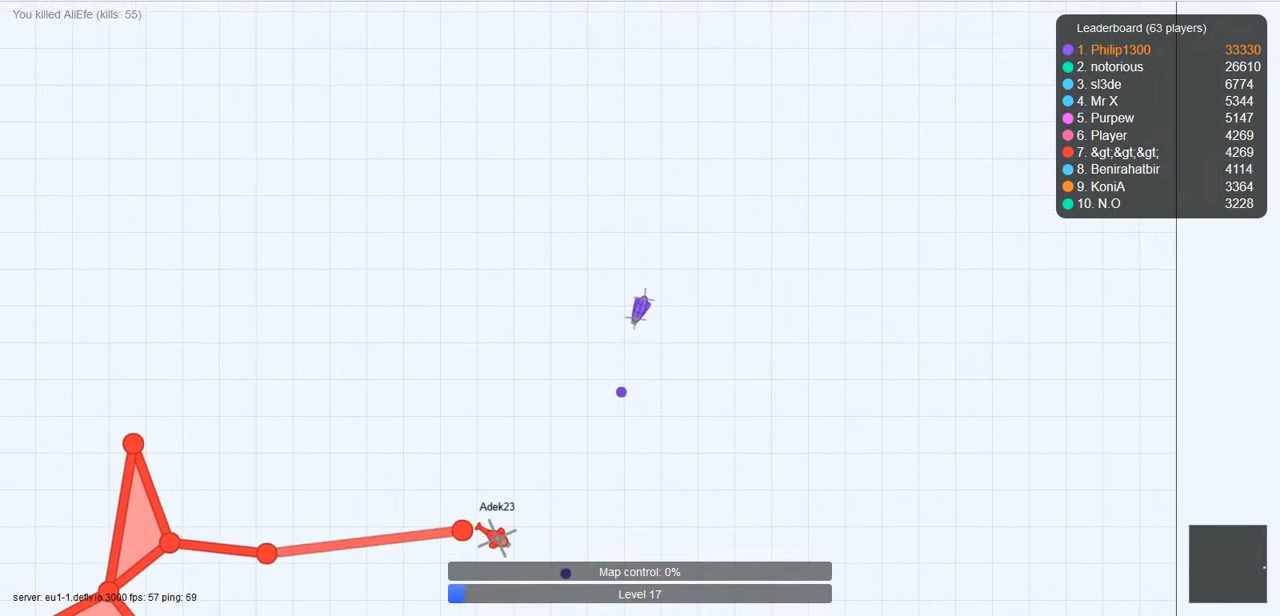 You killed AliEfe (kills: 55)
Leaderboard (63 players)
1. Philip1300 33330
2. notorious 26610
3. sl3de 6774
4. Mr X 5344
5. Purpew 5147
6. Player 4269
7. &gt;&gt;&gt; 4269
8. Benirahatbir 4114
9. KoniA 3364
10. N.O 3228
Adek23
Map control: 0%
Level 17
server: eu1-1.defly.io:3000 fps: 57 ping: 69